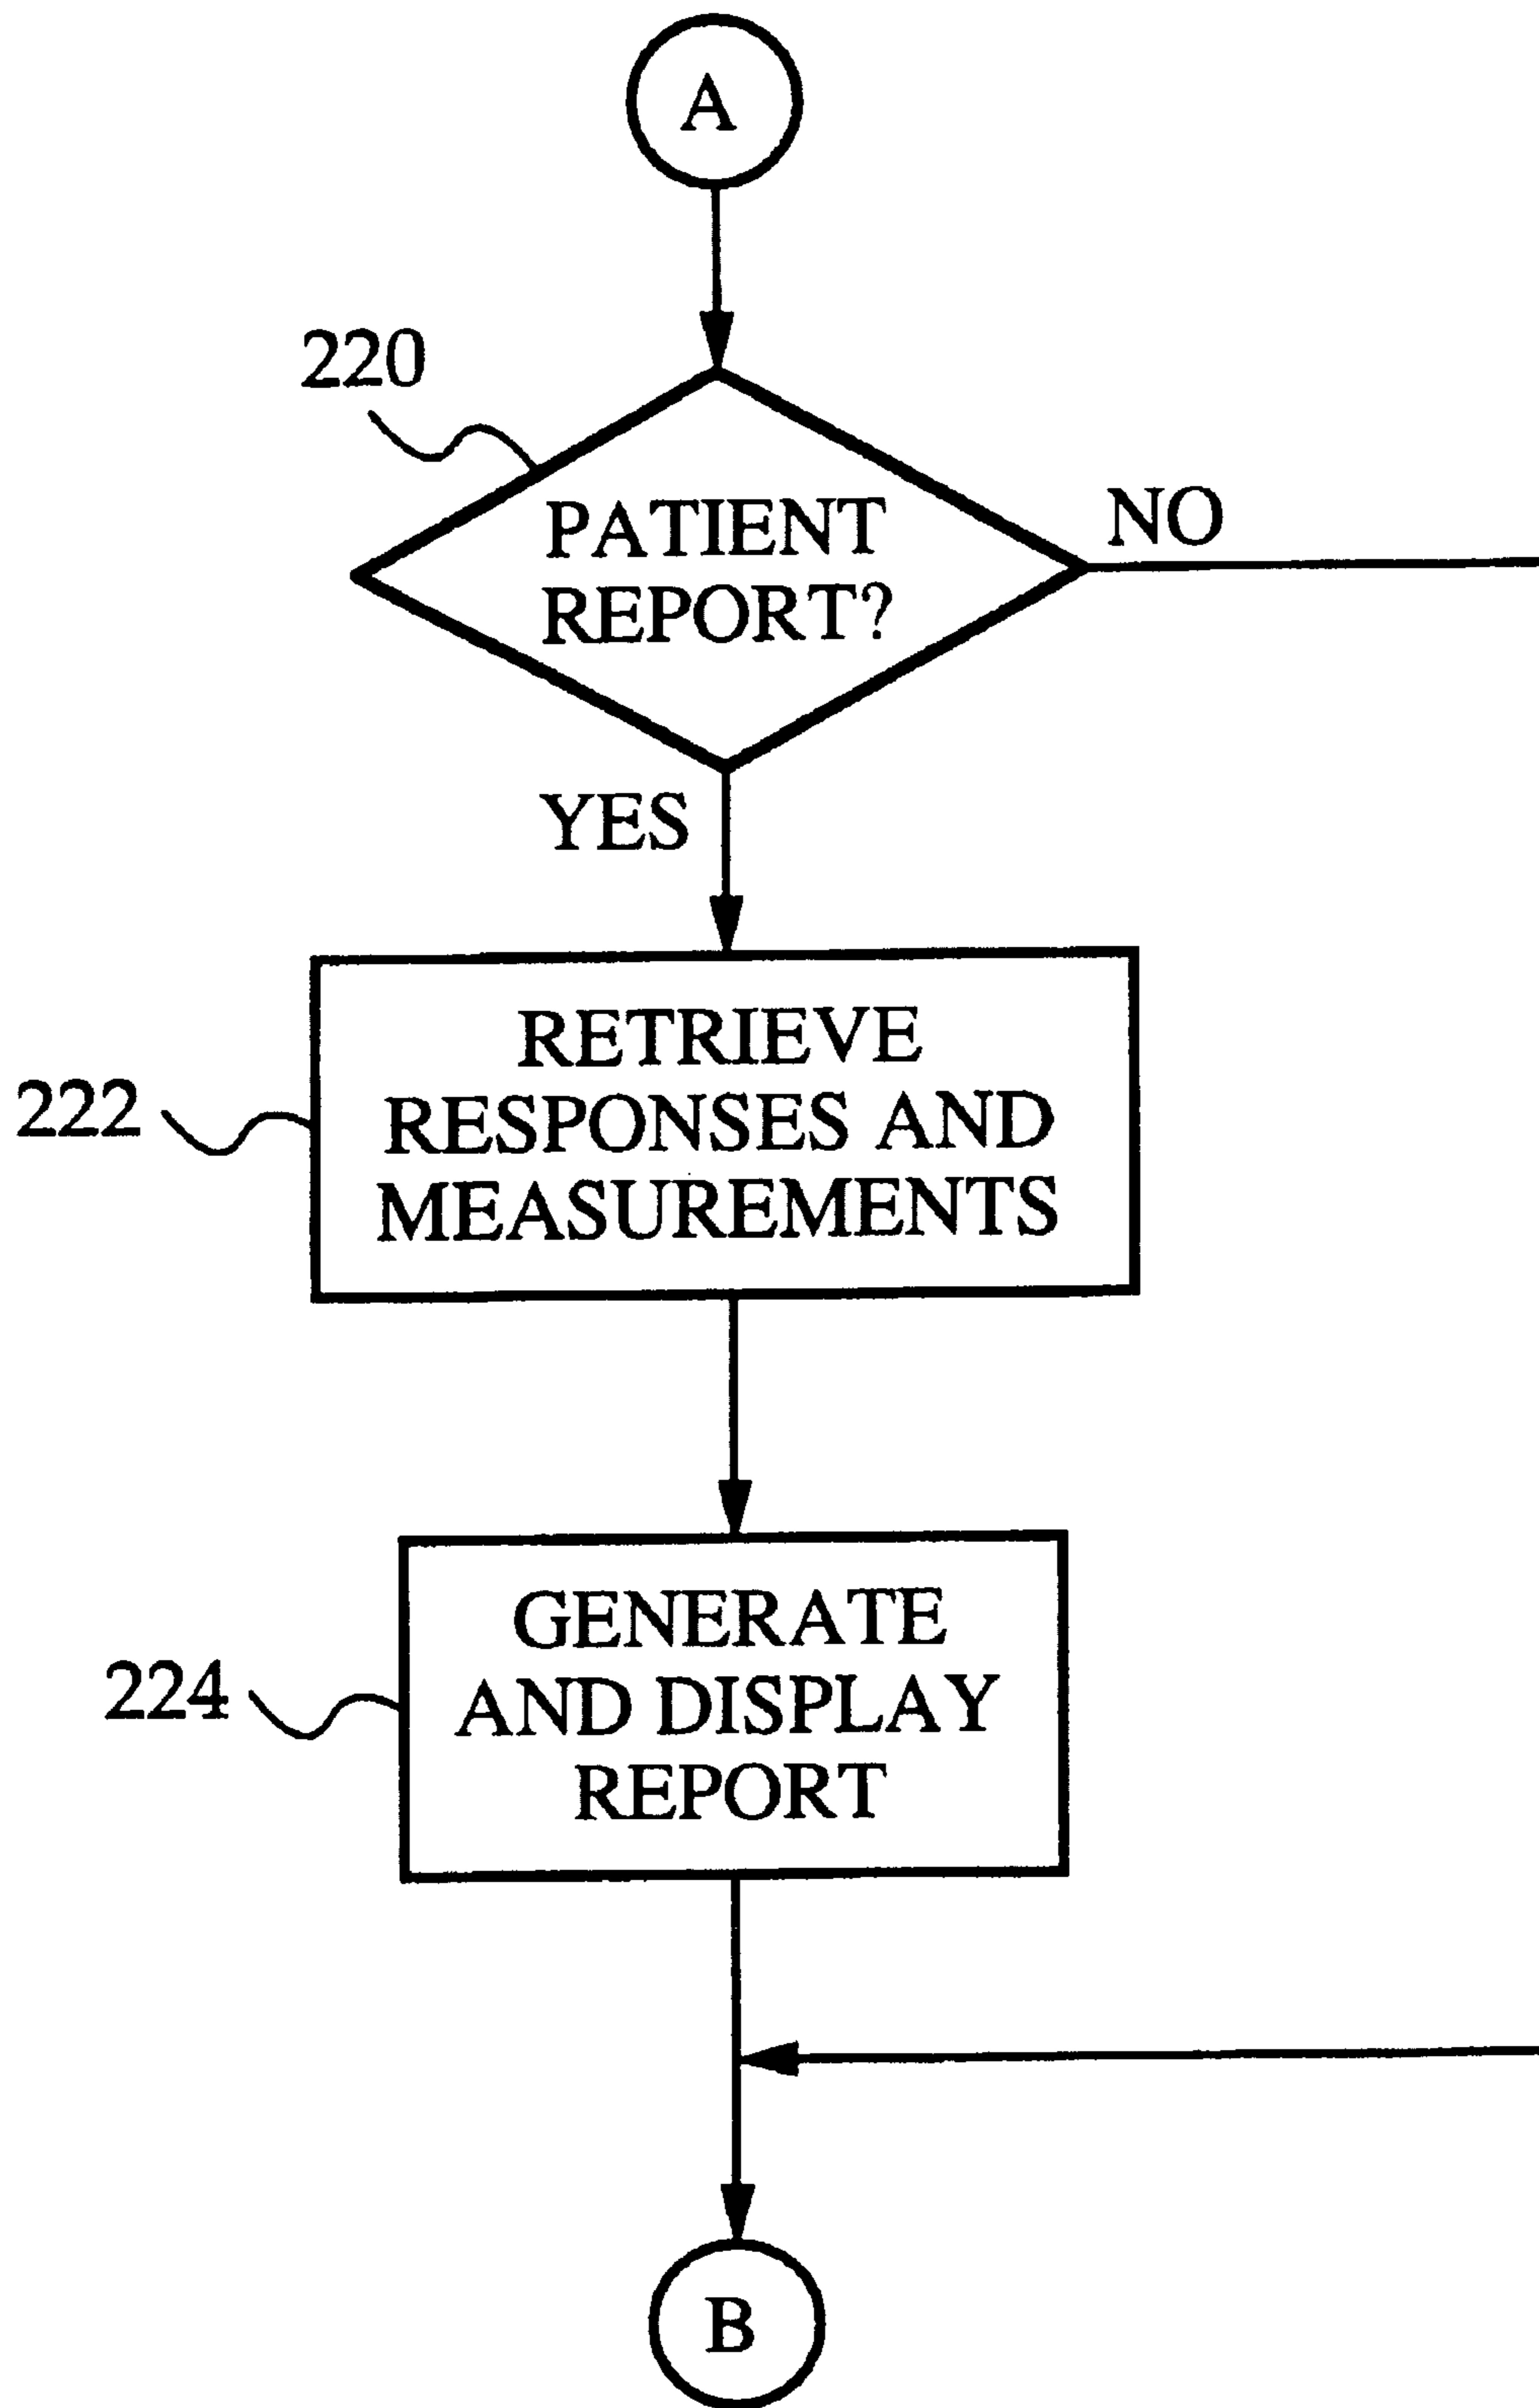 A
220
PATIENT
REPORT?
NO
YES
RETRIEVE
RESPONSES AND
MEASUREMENTS
222
GENERATE
AND DISPLAY
REPORT
224
B